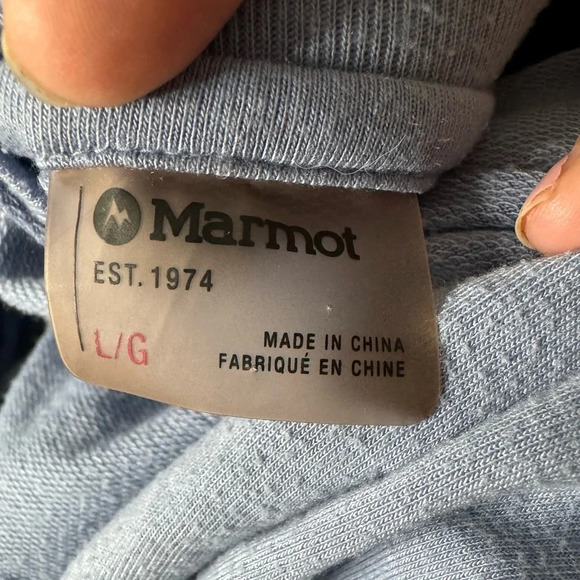 Marmot
EST. 1974
L/G
MADE IN CHINA
FABRIQUÉ EN CHINE